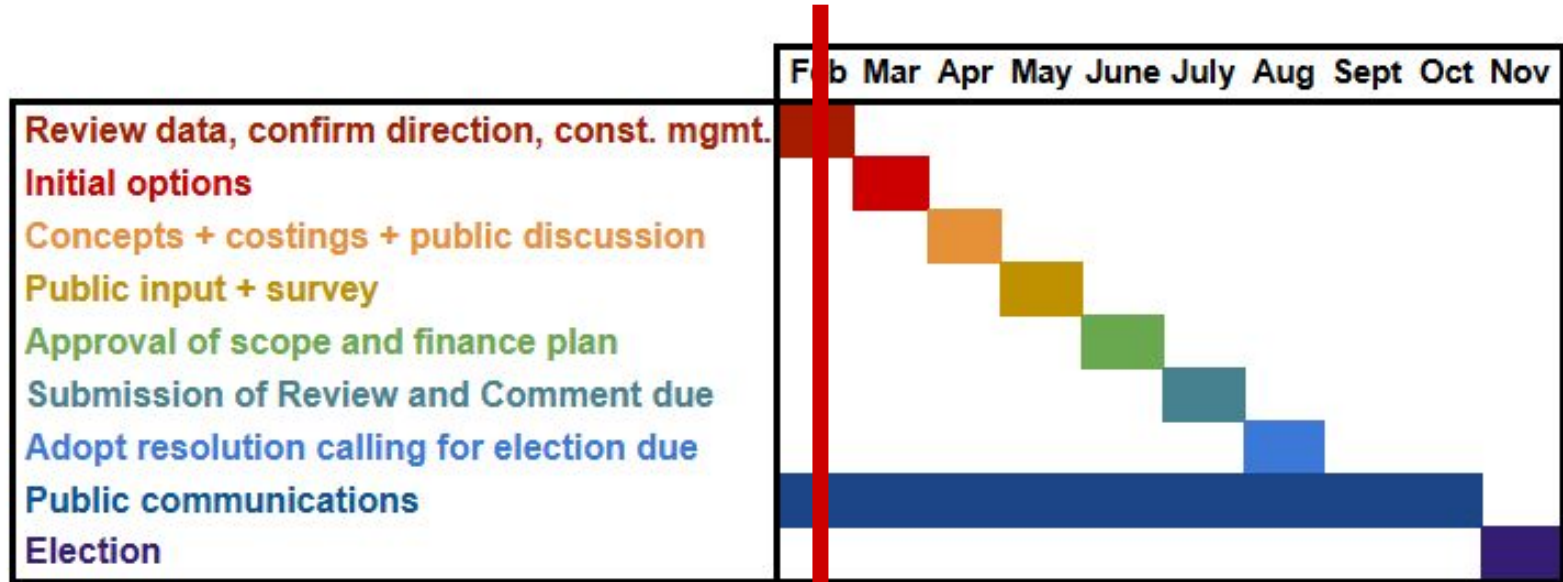 Feb Mar Apr May June July Aug Sept Oct Nov
Review data, confirm direction, const. mgmt.
Initial options
Concepts + costings + public discussion
Public input + survey
Approval of scope and finance plan
Submission of Review and Comment due
Adopt resolution calling for election due
Public communications
Election